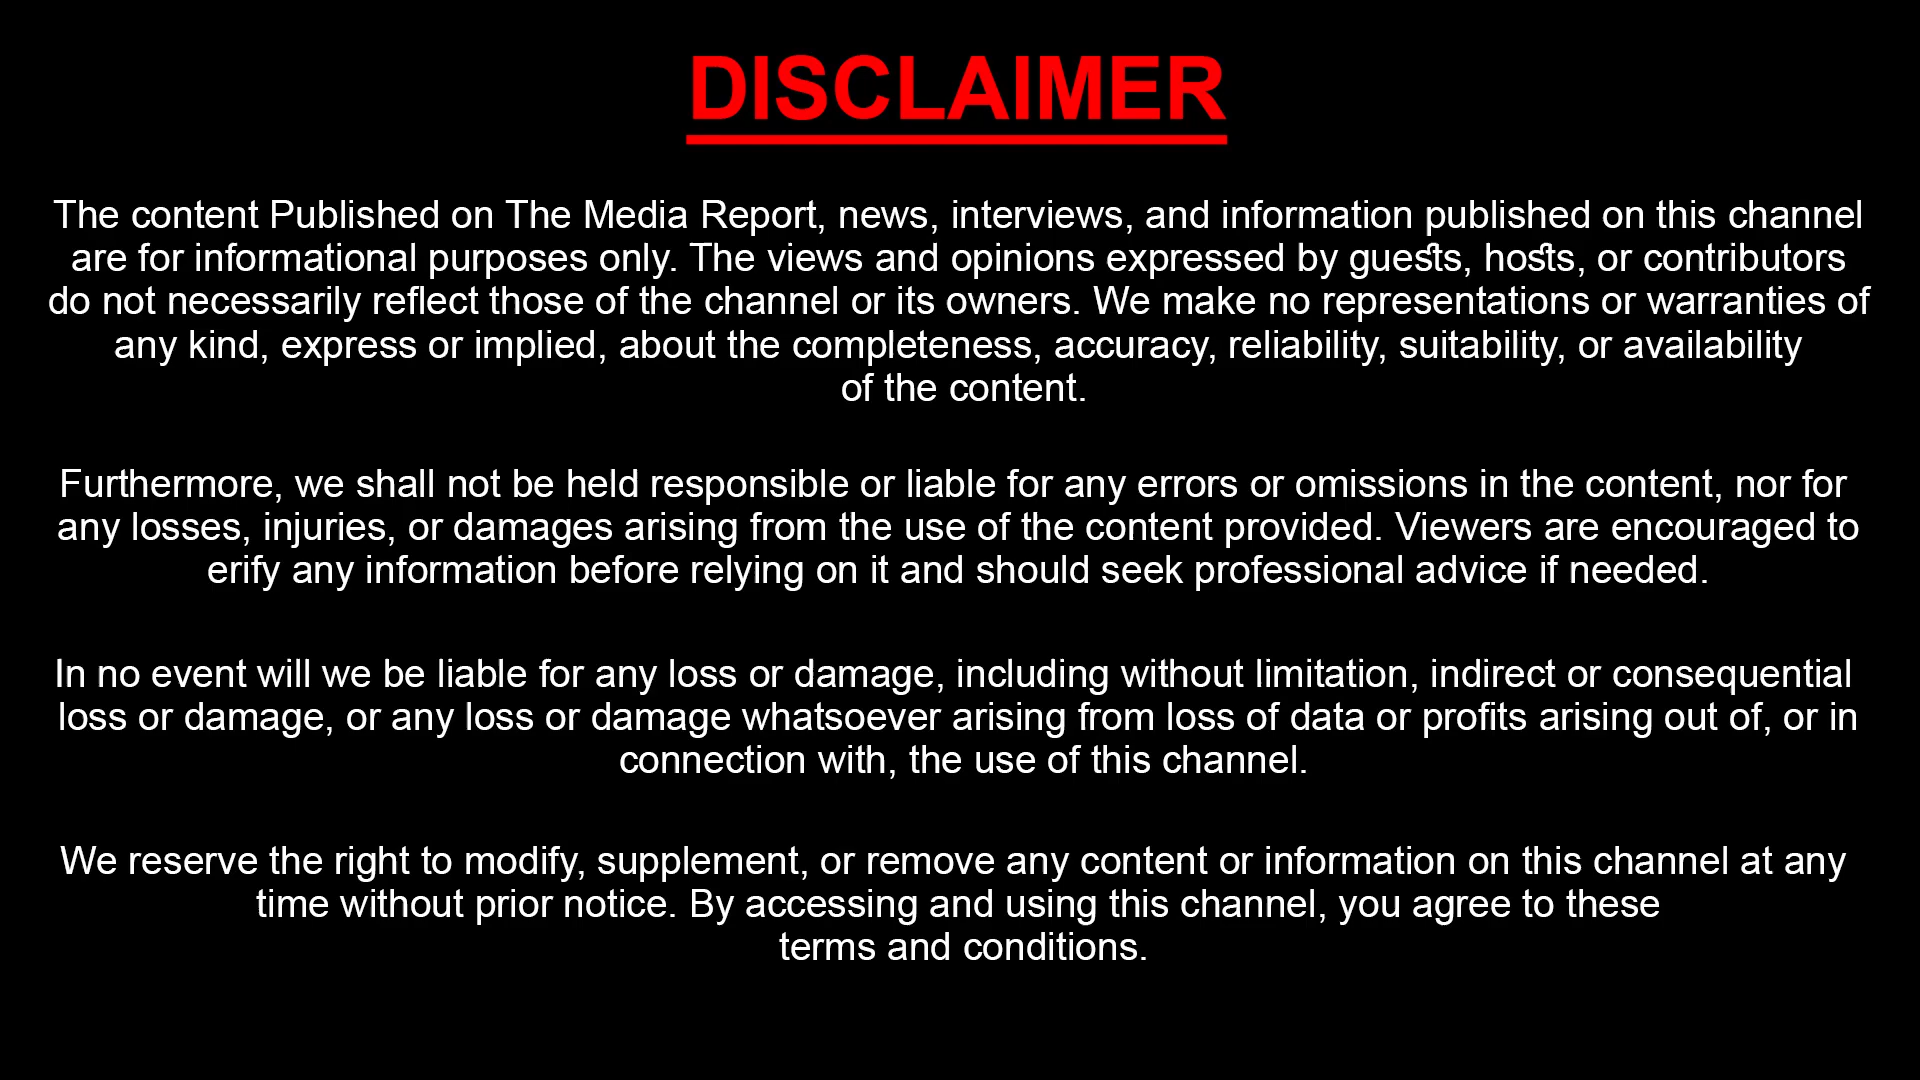 DISCLAIMER
The content Published on The Media Report, news, interviews, and information published on this channel
are for informational purposes only. The views and opinions expressed by guests, hosts, or contributors
do not necessarily reflect those of the channel or its owners. We make no representations or warranties of
any kind, express or implied, about the completeness, accuracy, reliability, suitability, or availability
of the content.
Furthermore, we shall not be held responsible or liable for any errors or omissions in the content, nor for
any losses, injuries, or damages arising from the use of the content provided. Viewers are encouraged to
erify any information before relying on it and should seek professional advice if needed.
In no event will we be liable for any loss or damage, including without limitation, indirect or consequential
loss or damage, or any loss or damage whatsoever arising from loss of data or profits arising out of, or in
connection with, the use of this channel.
We reserve the right to modify, supplement, or remove any content or information on this channel at any
time without prior notice. By accessing and using this channel, you agree to these
terms and conditions.